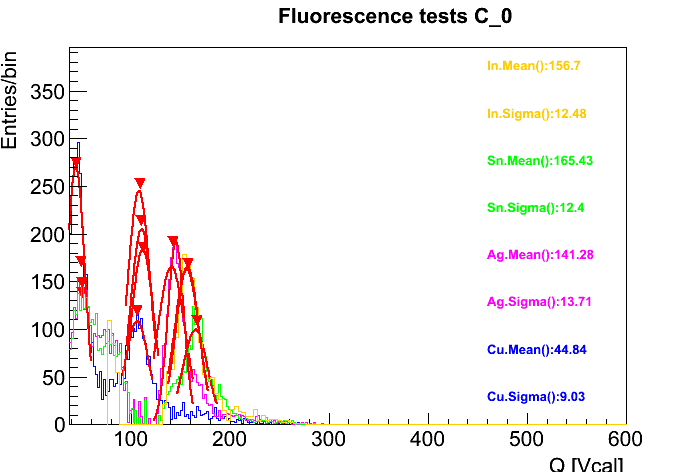 Fluorescence tests C_0
Entries/bin
350
300
250
200
150
100
50
0
In.Mean():156.7
In.Sigma():12.48
Sn.Mean():165.43
Sn.Sigma():12.4
Ag.Mean():141.28
Ag.Sigma():13.71
Cu.Mean():44.84
Cu.Sigma():9.03
100 200 300 400 500 600
Q [Vcal]